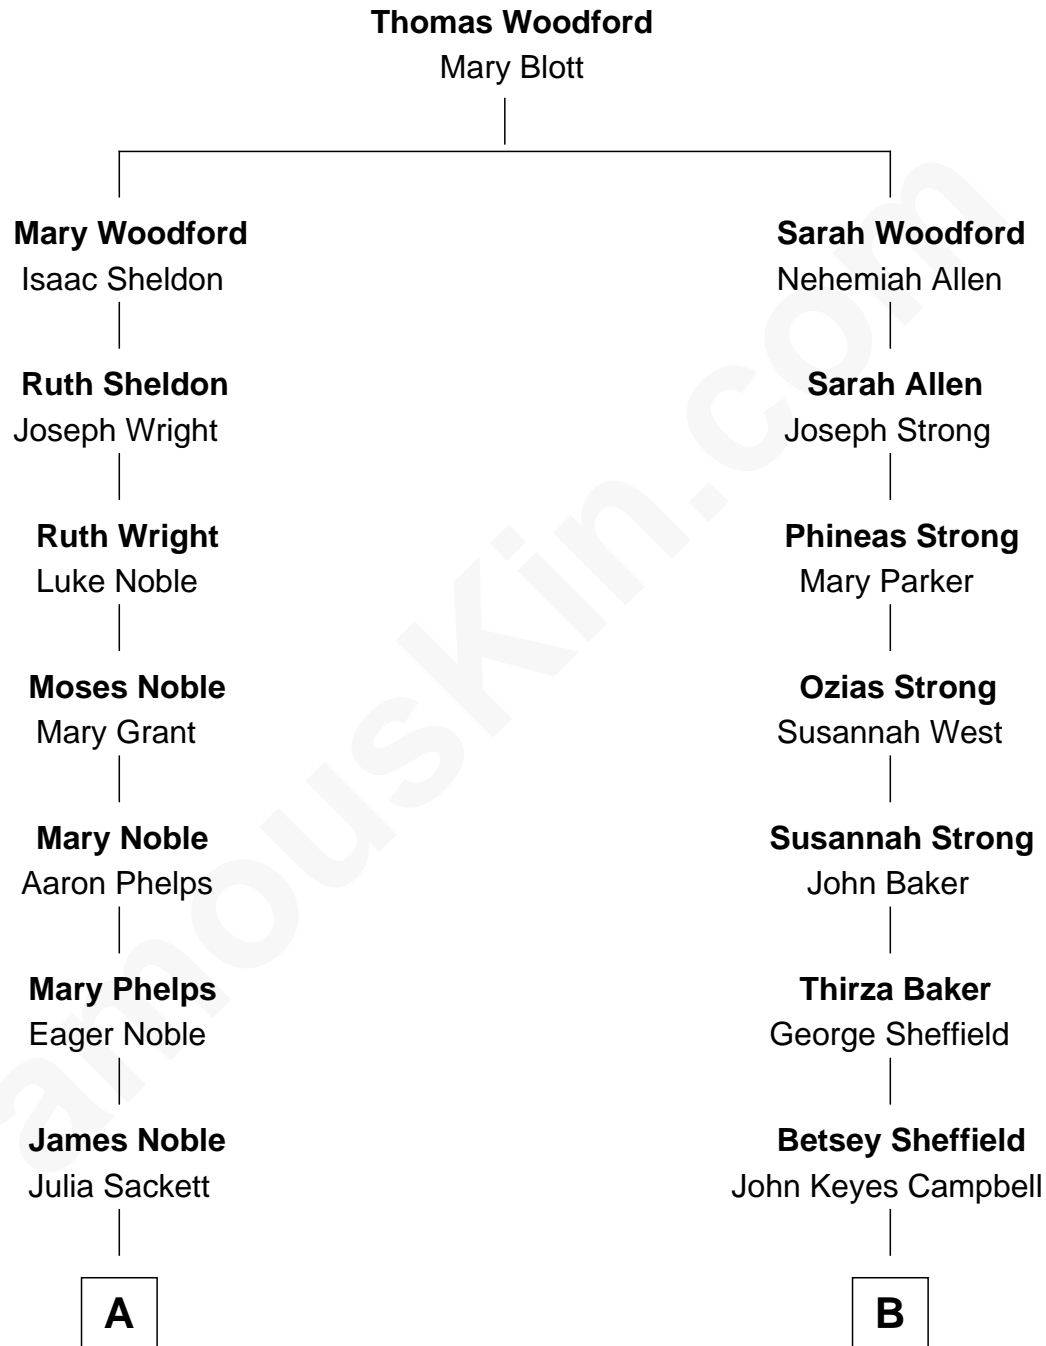 Thomas Woodford
Mary Blott
Mary Woodford
Isaac Sheldon
Sarah Woodford
Nehemiah Allen
Ruth Sheldon
Joseph Wright
Sarah Allen
Joseph Strong
Ruth Wright
Luke Noble
Phineas Strong
Mary Parker
Moses Noble
Mary Grant
Ozias Strong
Susannah West
Mary Noble
Aaron Phelps
Susannah Strong
John Baker
Mary Phelps
Eager Noble
Thirza Baker
George Sheffield
James Noble
Julia Sackett
Betsey Sheffield
John Keyes Campbell
A
B
amouskin.com